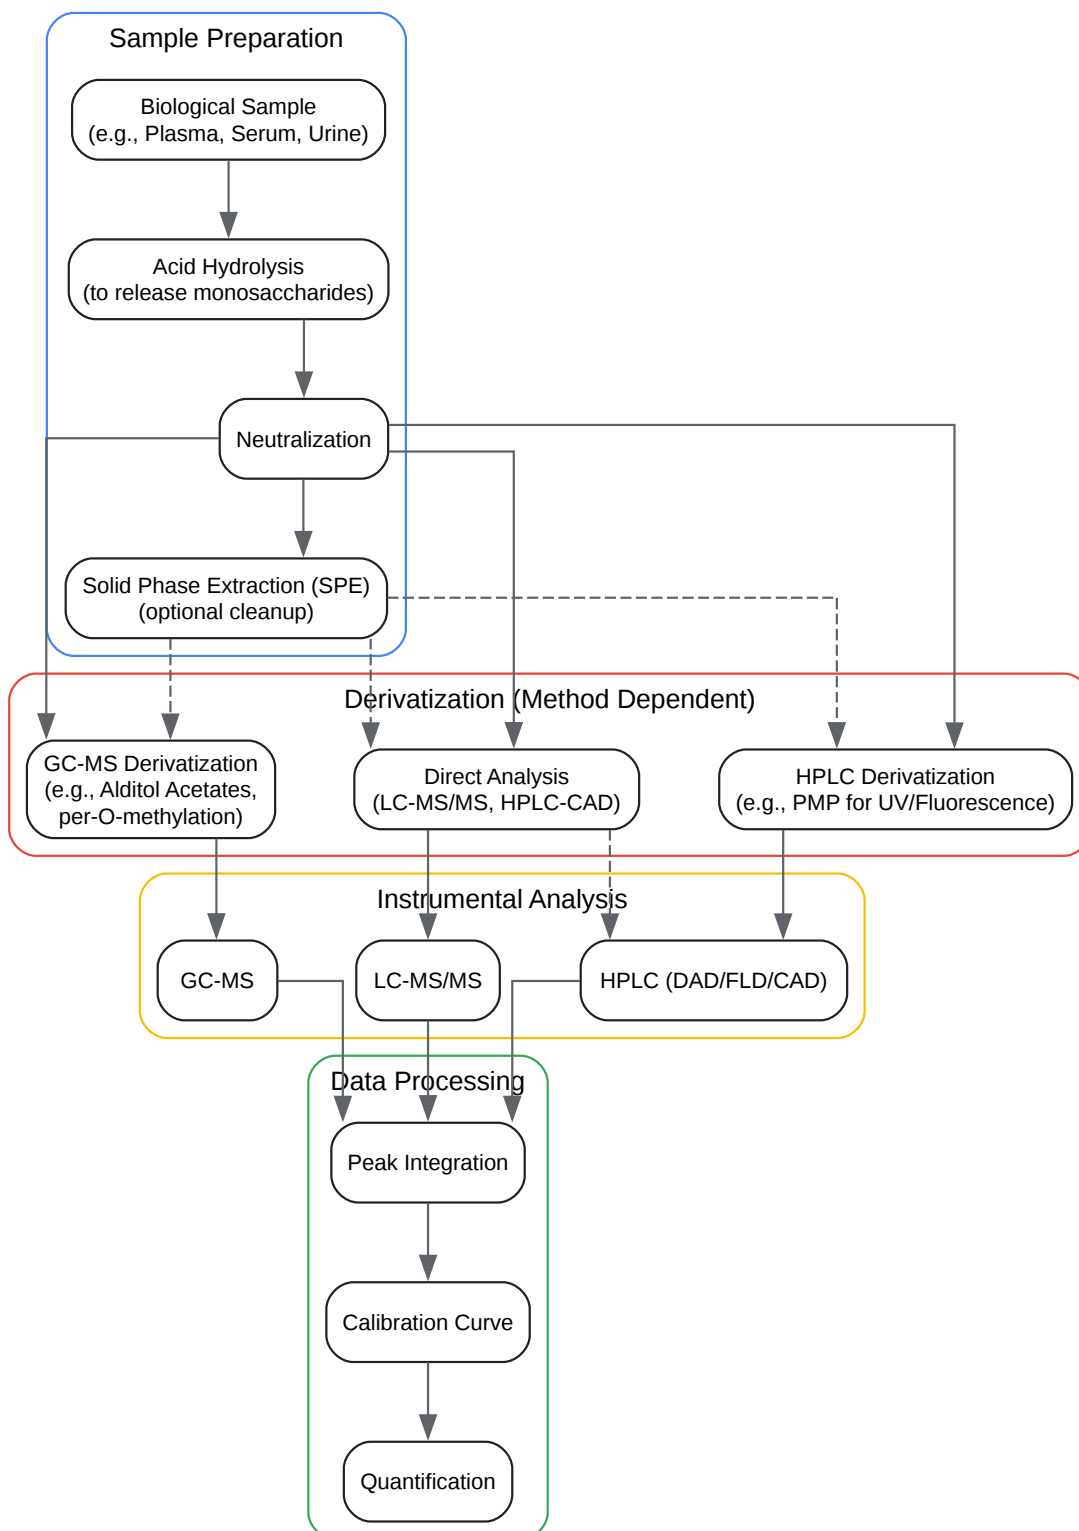 Sample Preparation
Biological Sample
(e.g., Plasma, Serum, Urine)
Acid Hydrolysis
(to release monosaccharides)
Neutralization
Solid Phase Extraction (SPE)
(optional cleanup)
Derivatization (Method Dependent)
GC-MS Derivatization
(e.g., Alditol Acetates,
per-O-methylation)
Direct Analysis
(LC-MS/MS, HPLC-CAD)
HPLC Derivatization
(e.g., PMP for UV/Fluorescence)
Instrumental Analysis
GC-MS
LC-MS/MS
HPLC (DAD/FLD/CAD)
Data Processing
Peak Integration
Calibration Curve
Quantification